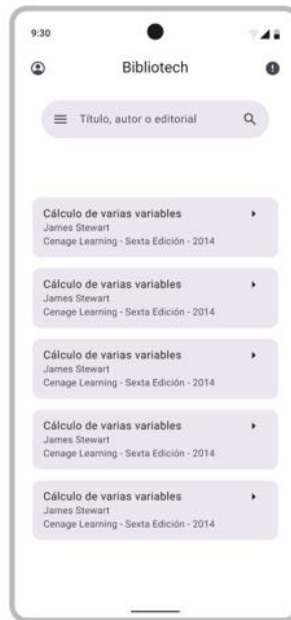 9:30
Bibliotech
Título, autor o editorial
Cálculo de varias variables
James Stewart
Cenage Learning - Sexta Edición - 2014
Cálculo de varias variables
James Stewart
Cenage Learning - Sexta Edición - 2014
Cálculo de varias variables
James Stewart
Cenage Learning - Sexta Edición - 2014
Cálculo de varias variables
James Stewart
Cenage Learning - Sexta Edición - 2014
Cálculo de varias variables
James Stewart
Cenage Learning - Sexta Edición - 2014